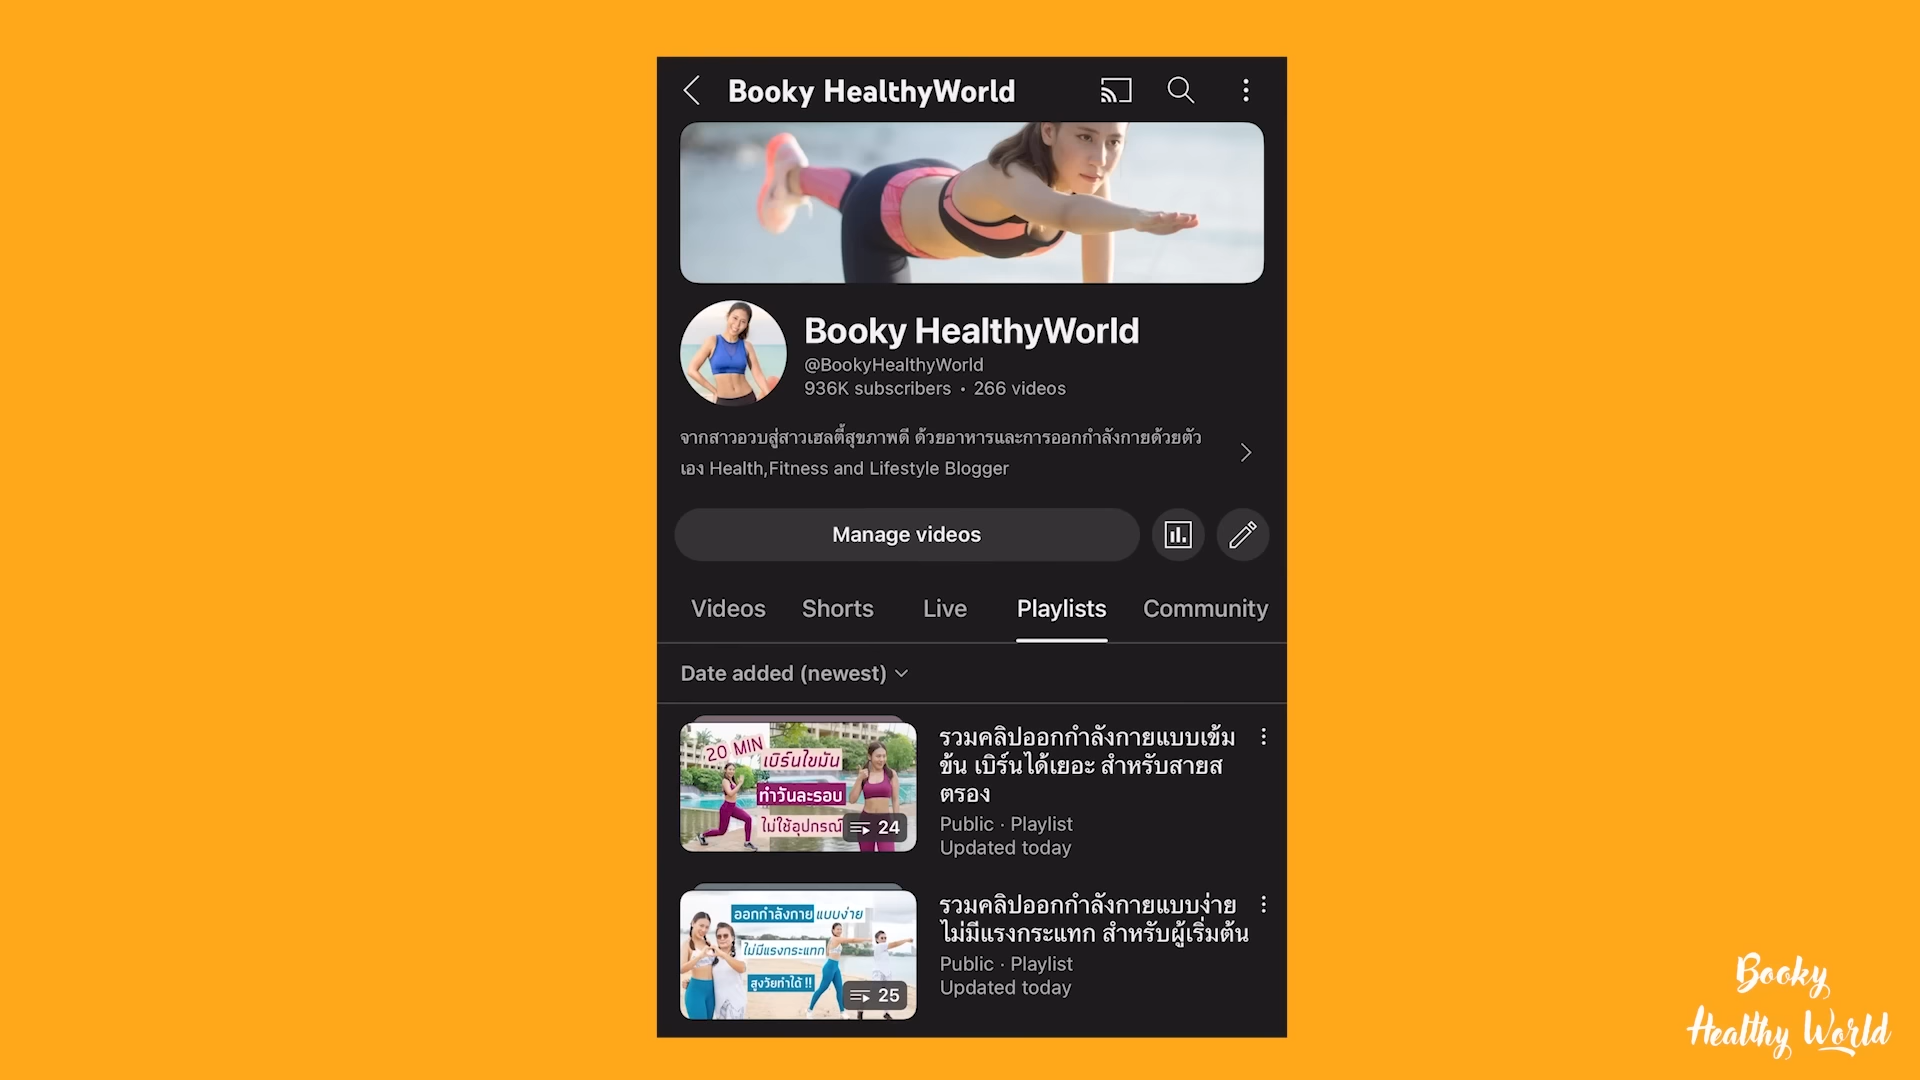 Booky HealthyWorld
Booky HealthyWorld
@BookyHealthyWorld
936K subscribers • 266 videos
จากสาวอวบสู่สาวเฮลตี้สุขภาพดี ด้วยอาหารและการออกกำลังกายด้วยตัว
เอง Health,Fitness and Lifestyle Blogger
Manage videos
Videos Shorts Live Playlists Community
Date added (newest)
20 MIN
เบิร์นไขมัน
ทำวันละรอบ
ไม่ใช้อุปกรณ์
24
รวมคลิปออกกำลังกายแบบเข้ม
ข้น เบิร์นได้เยอะ สำหรับสายส
ตรอง
Public · Playlist
Updated today
ออกกำลังกาย แบบง่าย
ไม่มีแรงกระแทก
สูงวัยทำได้ !!
25
รวมคลิปออกกำลังกายแบบง่าย
ไม่มีแรงกระแทก สำหรับผู้เริ่มต้น
Public · Playlist
Updated today
Booky
Healthy World